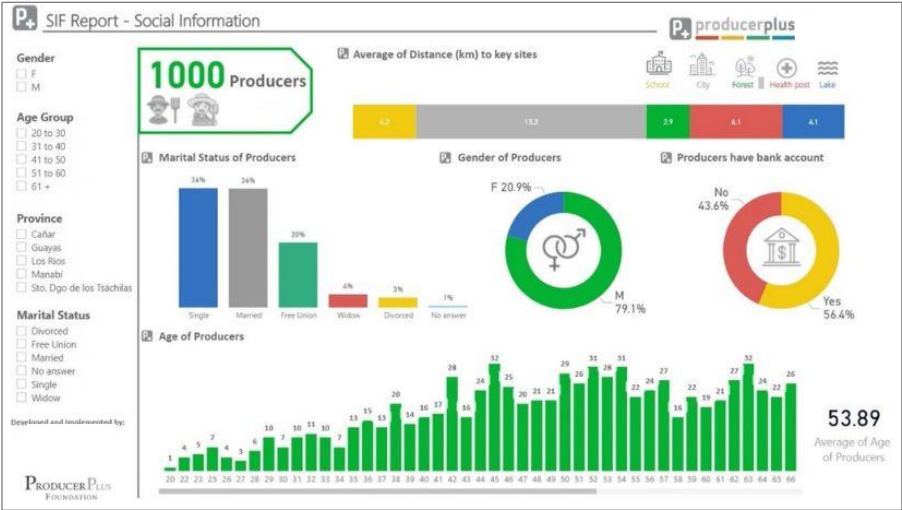 P+ SIF Report - Social Information
P+ producerplus
Gender
F
M
Age Group
20 to 30
31 to 40
41 to 50
51 to 60
61 +
Province
Cañar
Guayas
Los Rios
Manabí
Sto. Dgo de los Tsáchilas
Marital Status
Divorced
Free Union
Married
No answer
Single
Widow
Developed and implemented by:
PRODUCERPLUS
FOUNDATION
1000 Producers
Average of Distance (km) to key sites
School City Forest Health post Lake
4.2 13.2 2.9 6.1 4.1
Marital Status of Producers
36% 36% 20% 4% 3% 1%
Single Married Free Union Widow Divorced No answer
Gender of Producers
F 20.9%
M
79.1%
Producers have bank account
No
43.6%
Yes
56.4%
Age of Producers
1 4 5 7 4 3 6 10 7 10 11 10 7 13 15 13 20 14 16 17 28 16 24 32 25 20 21 21 29 26 31 28 31 22 24 27 16 22 19 21 27 32 24 22 26
20 22 23 25 26 27 28 29 30 31 32 33 34 35 36 37 38 39 40 41 42 43 44 45 46 47 48 49 50 51 52 53 54 55 56 57 58 59 60 61 62 63 64 65 66
53.89
Average of Age
of Producers